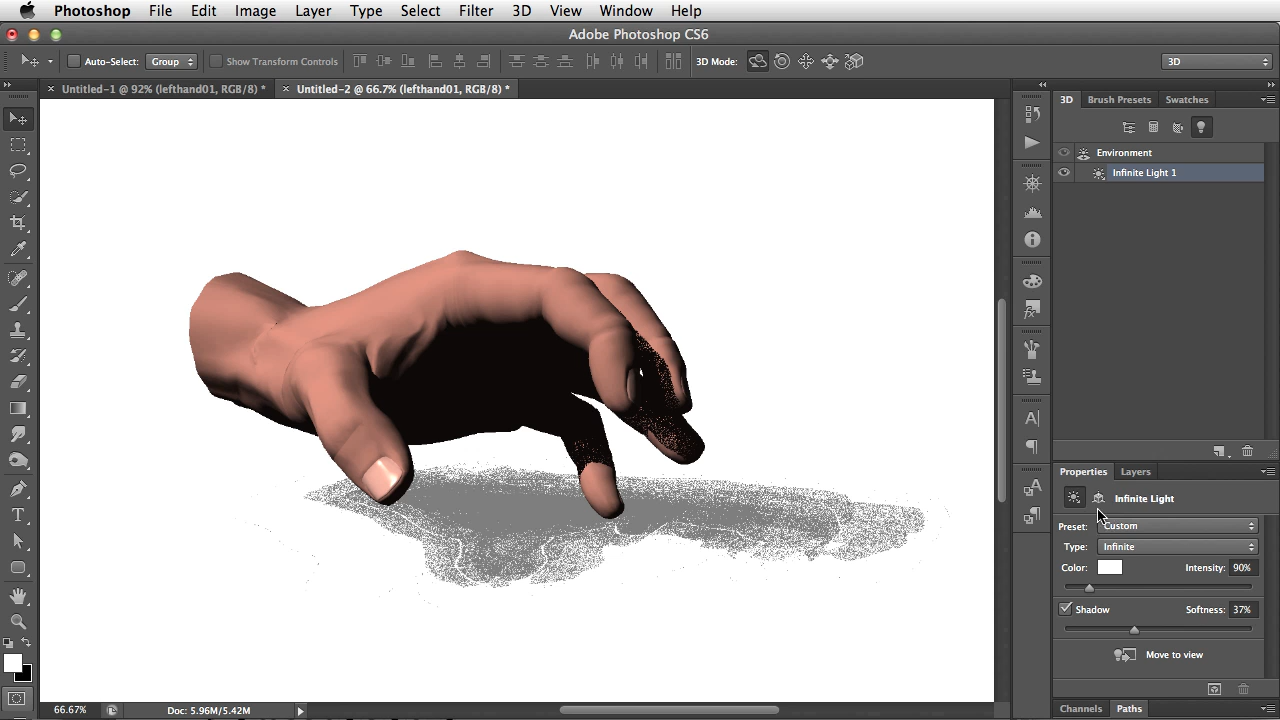 Photoshop File Edit Image Layer Type Select Filter 3D View Window Help
Adobe Photoshop CS6
Auto-Select: Group Show Transform Controls 3D Mode: 3D
Untitled-1 @ 92% (lefthand01, RGB/8) * Untitled-2 @ 66.7% (lefthand01, RGB/8) *
3D Brush Presets Swatches
Environment
Infinite Light 1
Properties Layers
Infinite Light
Preset: Custom
Type: Infinite
Color: Intensity: 90%
Shadow Softness: 37%
Move to view
66.67% Doc: 5.96M/5.42M
Channels Paths